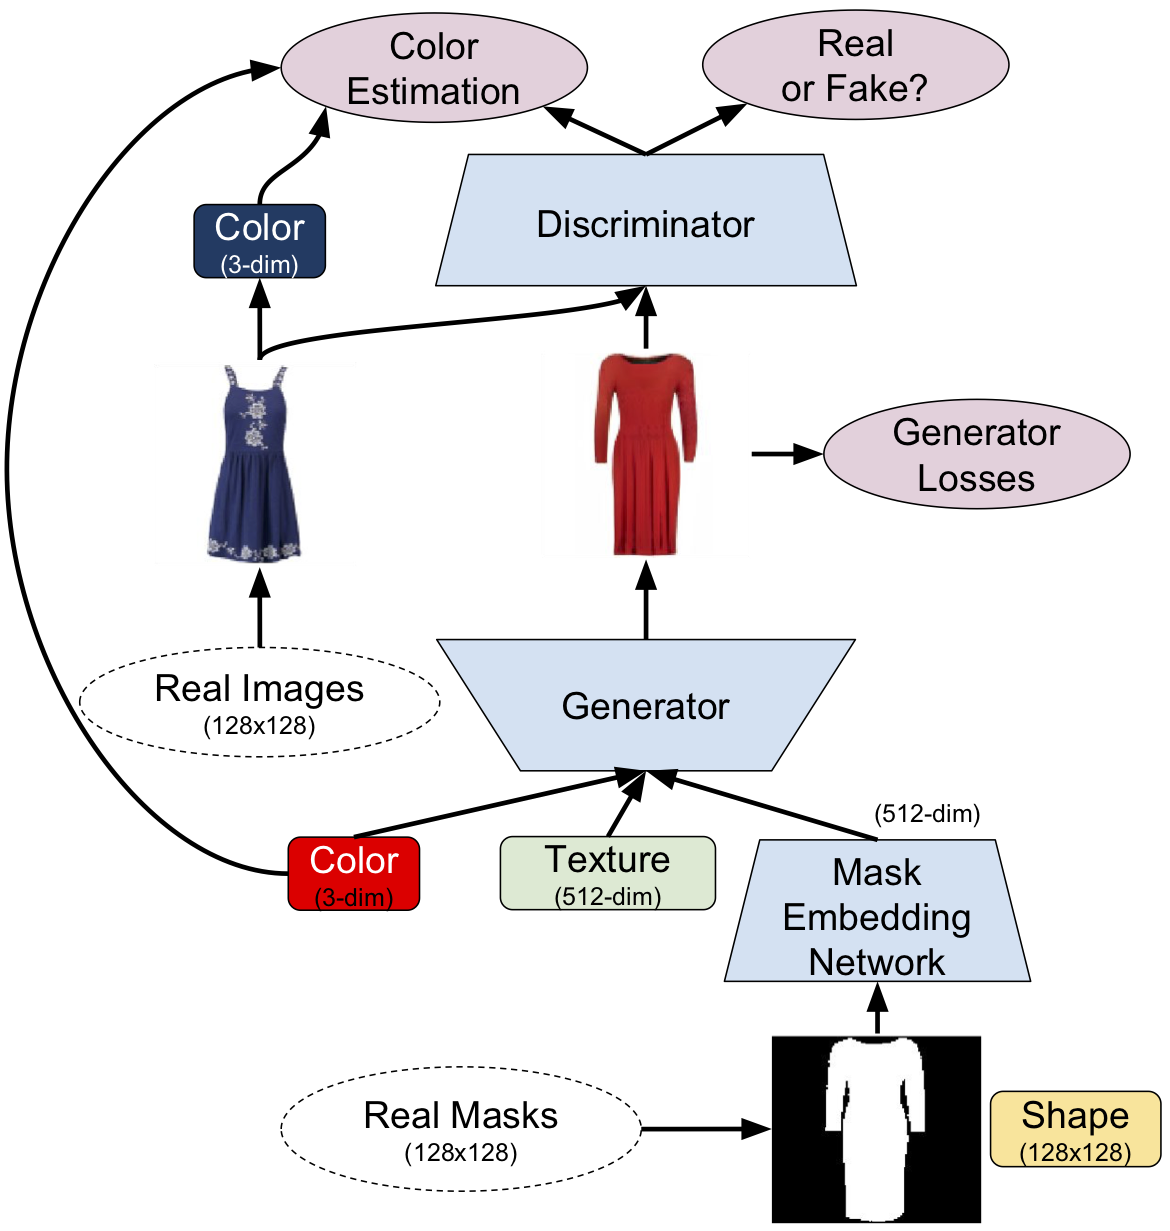 Color
Estimation
Real
or Fake?
Color
(3-dim)
Discriminator
Generator
Losses
Real Images
(128x128)
Generator
Color
(3-dim)
Texture
(512-dim)
(512-dim)
Mask
Embedding
Network
Real Masks
(128x128)
Shape
(128x128)